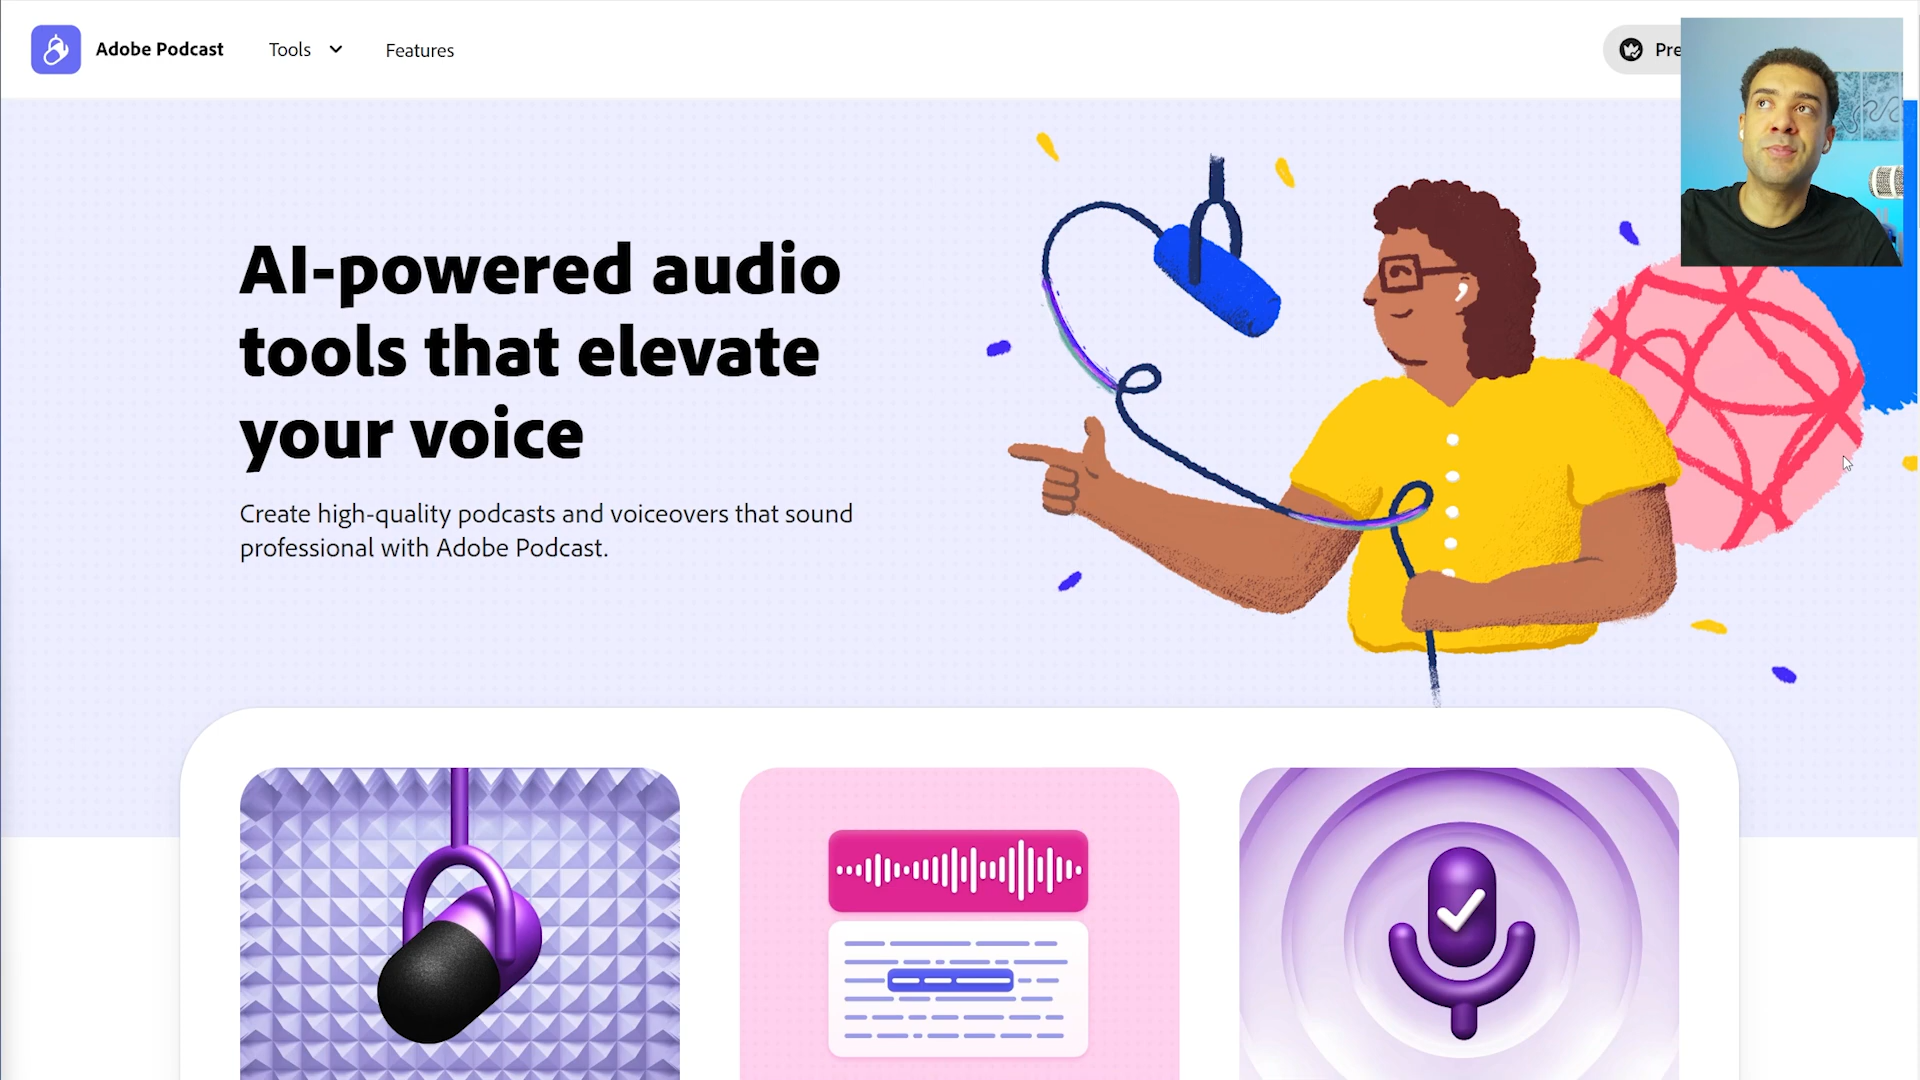 Adobe Podcast
Tools
Features
Pre
AI-powered audio
tools that elevate
your voice
Create high-quality podcasts and voiceovers that sound
professional with Adobe Podcast.